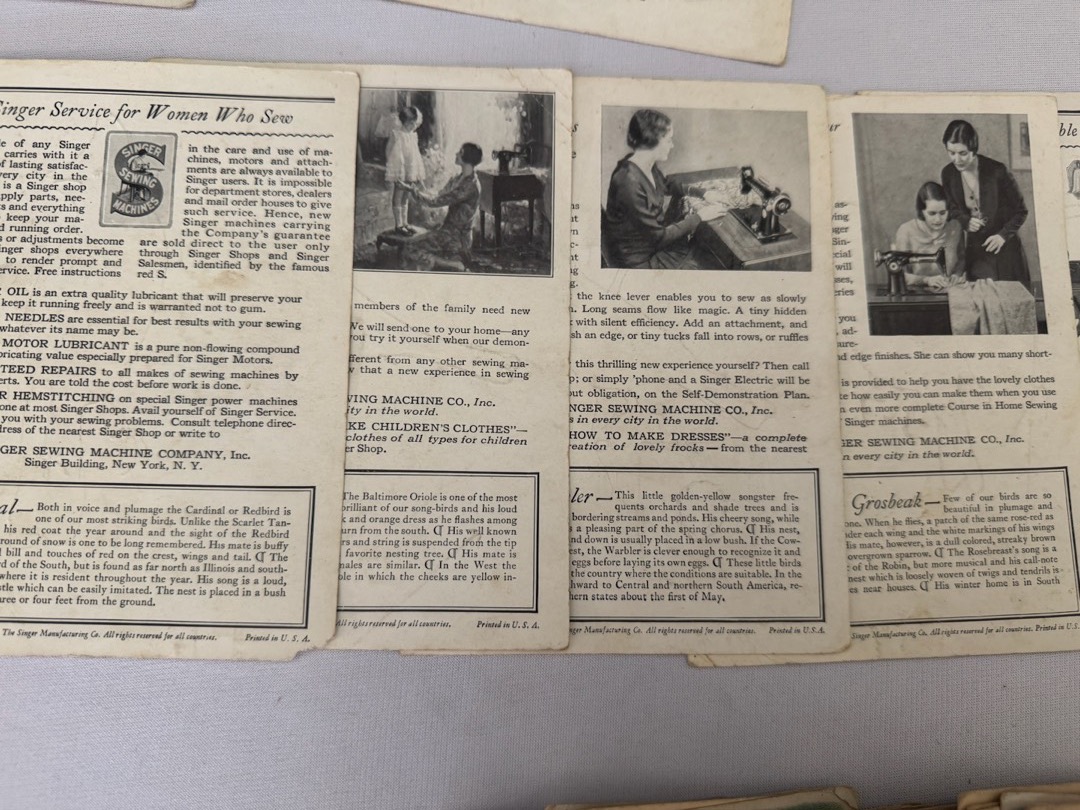 Singer Service for Women Who Sew
le of any Singer
carries with it a
of lasting satisfac-
very city in the
is a Singer shop
pply parts, nee-
ts and everything
keep your ma-
d running order.
s or adjustments become
inger shops everywhere
to render prompt and
ervice. Free instructions
SINGER
SEWING
MACHINES
in the care and use of ma-
chines, motors and attach-
ments are always available to
Singer users. It is impossible
for department stores, dealers
and mail order houses to give
such service. Hence, new
Singer machines carrying
the Company's guarantee
are sold direct to the user only
through Singer Shops and Singer
Salesmen, identified by the famous
red S.
OIL is an extra quality lubricant that will preserve your
keep it running freely and is warranted not to gum.
NEEDLES are essential for best results with your sewing
whatever its name may be.
MOTOR LUBRICANT is a pure non-flowing compound
bricating value especially prepared for Singer Motors.
TEED REPAIRS to all makes of sewing machines by
erts. You are told the cost before work is done.
R HEMSTITCHING on special Singer power machines
one at most Singer Shops. Avail yourself of Singer Service.
you with your sewing problems. Consult telephone direc-
dress of the nearest Singer Shop or write to
GER SEWING MACHINE COMPANY, Inc.
Singer Building, New York, N. Y.
al—Both in voice and plumage the Cardinal or Redbird is
one of our most striking birds. Unlike the Scarlet Tan-
his red coat the year around and the sight of the Redbird
round of snow is one to be long remembered. His mate is buffy
l bill and touches of red on the crest, wings and tail. ¶ The
rd of the South, but is found as far north as Illinois and south-
where it is resident throughout the year. His song is a loud,
stle which can be easily imitated. The nest is placed in a bush
hree or four feet from the ground.
The Singer Manufacturing Co. All rights reserved for all countries. Printed in U. S. A.
members of the family need new
We will send one to your home—any
ou try it yourself when our demon-
fferent from any other sewing ma-
w that a new experience in sewing
WING MACHINE CO., Inc.
ity in the world.
KE CHILDREN'S CLOTHES"—
clothes of all types for children
er Shop.
The Baltimore Oriole is one of the most
brilliant of our song-birds and his loud
k and orange dress as he flashes among
urn from the south. ¶ His well known
rs and string is suspended from the tip
favorite nesting tree. ¶ His mate is
males are similar. ¶ In the West the
ole in which the cheeks are yellow in-
All rights reserved for all countries. Printed in U. S. A.
the knee lever enables you to sew as slowly
. Long seams flow like magic. A tiny hidden
with silent efficiency. Add an attachment, and
sh an edge, or tiny tucks fall into rows, or ruffles
this thrilling new experience yourself? Then call
p; or simply 'phone and a Singer Electric will be
out obligation, on the Self-Demonstration Plan.
NGER SEWING MACHINE CO., Inc.
s in every city in the world.
HOW TO MAKE DRESSES"—a complete
reation of lovely frocks—from the nearest
ler—This little golden-yellow songster fre-
quents orchards and shade trees and is
bordering streams and ponds. His cheery song, while
s a pleasing part of the spring chorus. ¶ His nest,
nd down is usually placed in a low bush. If the Cow-
est, the Warbler is clever enough to recognize it and
eggs before laying its own eggs. ¶ These little birds
the country where the conditions are suitable. In the
hward to Central and northern South America, re-
hern states about the first of May.
ger Manufacturing Co. All rights reserved for all countries. Printed in U.S.A.
d edge finishes. She can show you many short-
is provided to help you have the lovely clothes
te how easily you can make them when you use
n even more complete Course in Home Sewing
Singer machines.
GER SEWING MACHINE CO., Inc.
n every city in the world.
Grosbeak—Few of our birds are so
beautiful in plumage and
one. When he flies, a patch of the same rose-red as
der each wing and the white markings of his wings
His mate, however, is a dull colored, streaky brown
overgrown sparrow. ¶ The Rosebreast's song is a
of the Robin, but more musical and his call-note
nest which is loosely woven of twigs and tendrils is
es near houses. ¶ His winter home is in South
Singer Manufacturing Co. All rights reserved for all countries. Printed in U.S.